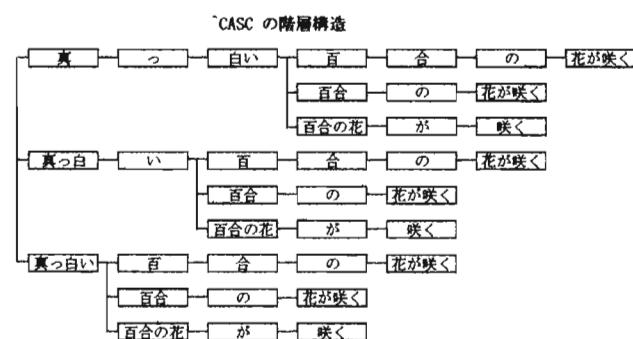 CASC の階層構造
真 っ 白い 百 合 の 花が咲く
百合 の 花が咲く
百合の花 が 咲く
真っ白 い 百 合 の 花が咲く
百合 の 花が咲く
百合の花 が 咲く
真っ白い 百 合 の 花が咲く
百合 の 花が咲く
百合の花 が 咲く